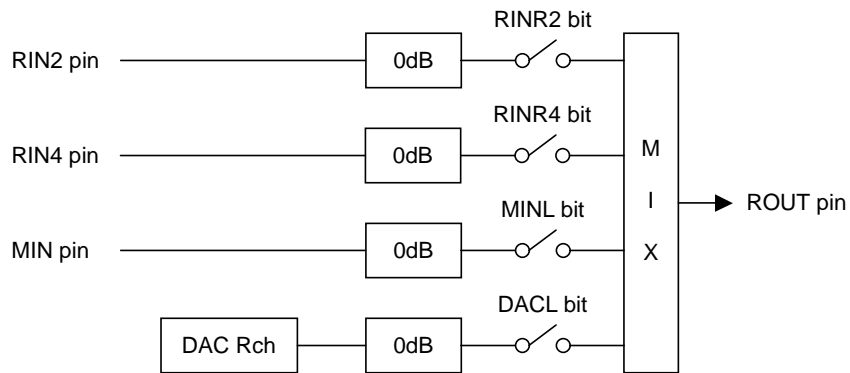 RINR2 bit
RIN2 pin
0dB
RINR4 bit
RIN4 pin
0dB
M
I
X
ROUT pin
MINL bit
MIN pin
0dB
DACL bit
DAC Rch
0dB